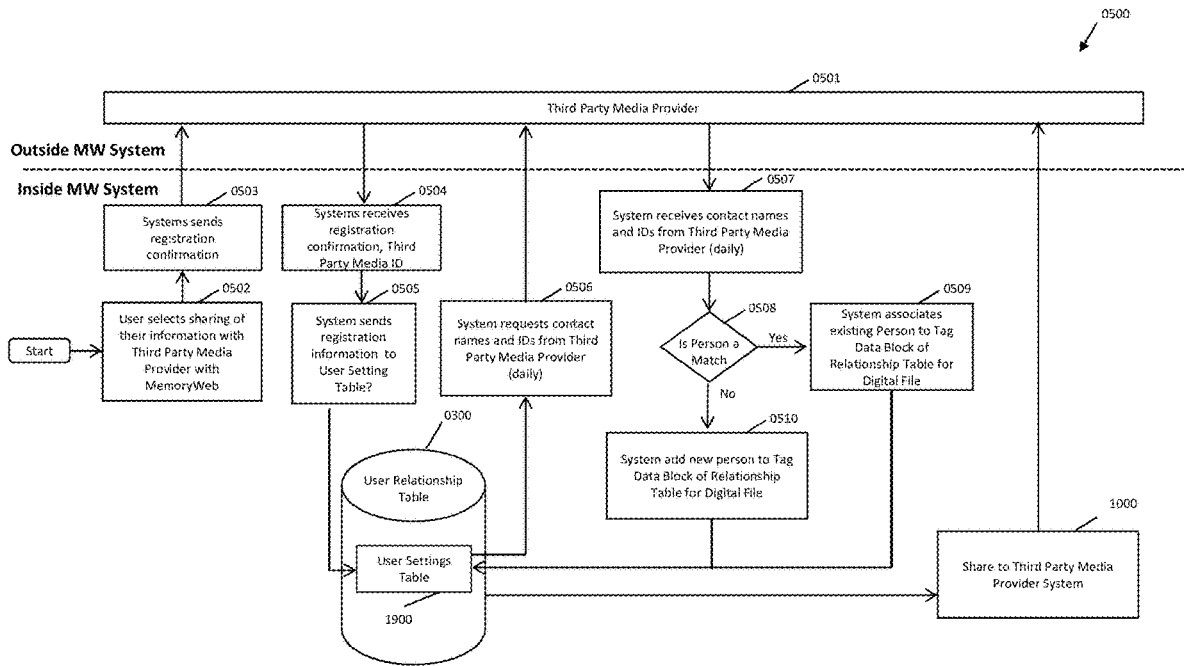 0500
0501
Third Party Media Provider
Outside MW System
Inside MW System
0503
Systems sends
registration
confirmation
0504
Systems receives
registration
confirmation, Third
Party Media ID
0507
System receives contact names
and IDs from Third Party Media
Provider (daily)
0502
User selects sharing of
their information with
Third Party Media
Provider with
MemoryWeb
Start
0505
System sends
registration
information to
User Setting
Table?
0506
System requests contact
names and IDs from Third
Party Media Provider
(daily)
0508
Is Person a
Match
Yes
No
0509
System associates
existing Person to Tag
Data Block of
Relationship Table for
Digital File
0510
System add new person to Tag
Data Block of Relationship
Table for Digital File
0300
User Relationship
Table
User Settings
Table
1900
1000
Share to Third Party Media
Provider System